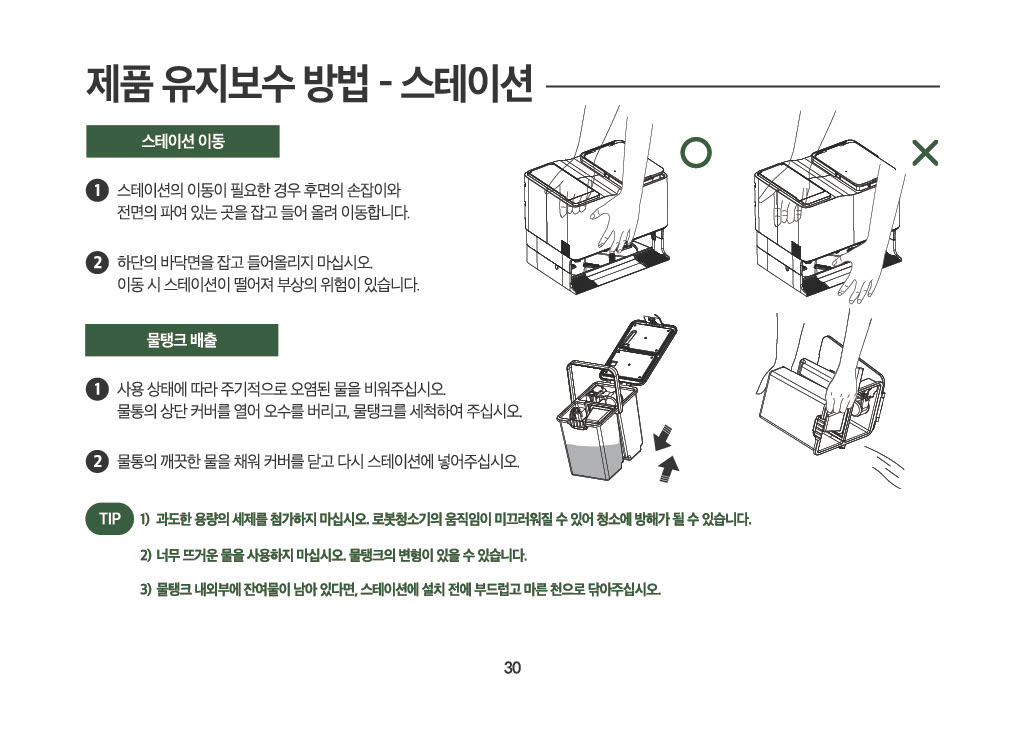 제품 유지보수 방법 - 스테이션
스테이션 이동
1 스테이션의 이동이 필요한 경우 후면의 손잡이와
전면의 파여 있는 곳을 잡고 들어 올려 이동합니다.
2 하단의 바닥면을 잡고 들어올리지 마십시오.
이동 시 스테이션이 떨어져 부상의 위험이 있습니다.
물탱크 배출
1 사용 상태에 따라 주기적으로 오염된 물을 비워주십시오.
물통의 상단 커버를 열어 오수를 버리고, 물탱크를 세척하여 주십시오.
2 물통의 깨끗한 물을 채워 커버를 닫고 다시 스테이션에 넣어주십시오.
TIP 1) 과도한 용량의 세제를 첨가하지 마십시오. 로봇청소기의 움직임이 미끄러워질 수 있어 청소에 방해가 될 수 있습니다.
2) 너무 뜨거운 물을 사용하지 마십시오. 물탱크의 변형이 있을 수 있습니다.
3) 물탱크 내외부에 잔여물이 남아 있다면, 스테이션에 설치 전에 부드럽고 마른 천으로 닦아주십시오.
30